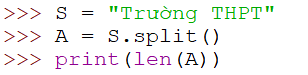 >>> S = "Trường THPT"
>>> A = S.split()
>>> print(len(A))